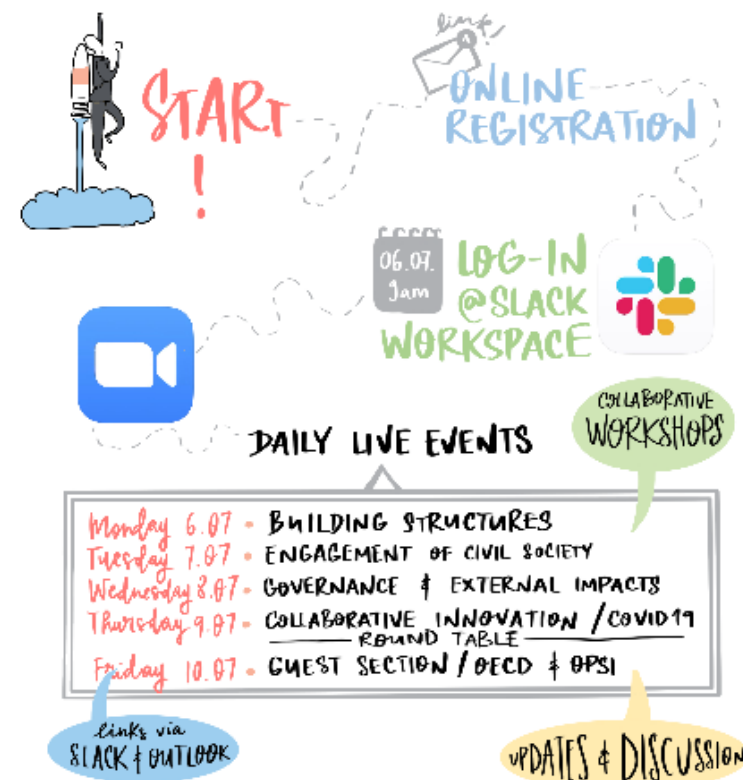 link!
START
!
ONLINE
REGISTRATION
06.07.
9am
LOG-IN
@SLACK
WORKSPACE
COLLABORATIVE
WORKSHOPS
DAILY LIVE EVENTS
Monday 6.07 - BUILDING STRUCTURES
Tuesday 7.07 - ENGAGEMENT OF CIVIL SOCIETY
Wednesday 8.07 - GOVERNANCE & EXTERNAL IMPACTS
Thursday 9.07 - COLLABORATIVE INNOVATION / COVID19
ROUND TABLE
Friday 10.07 - GUEST SECTION / OECD & OPSI
links via
SLACK & OUTLOOK
UPDATES & DISCUSSION